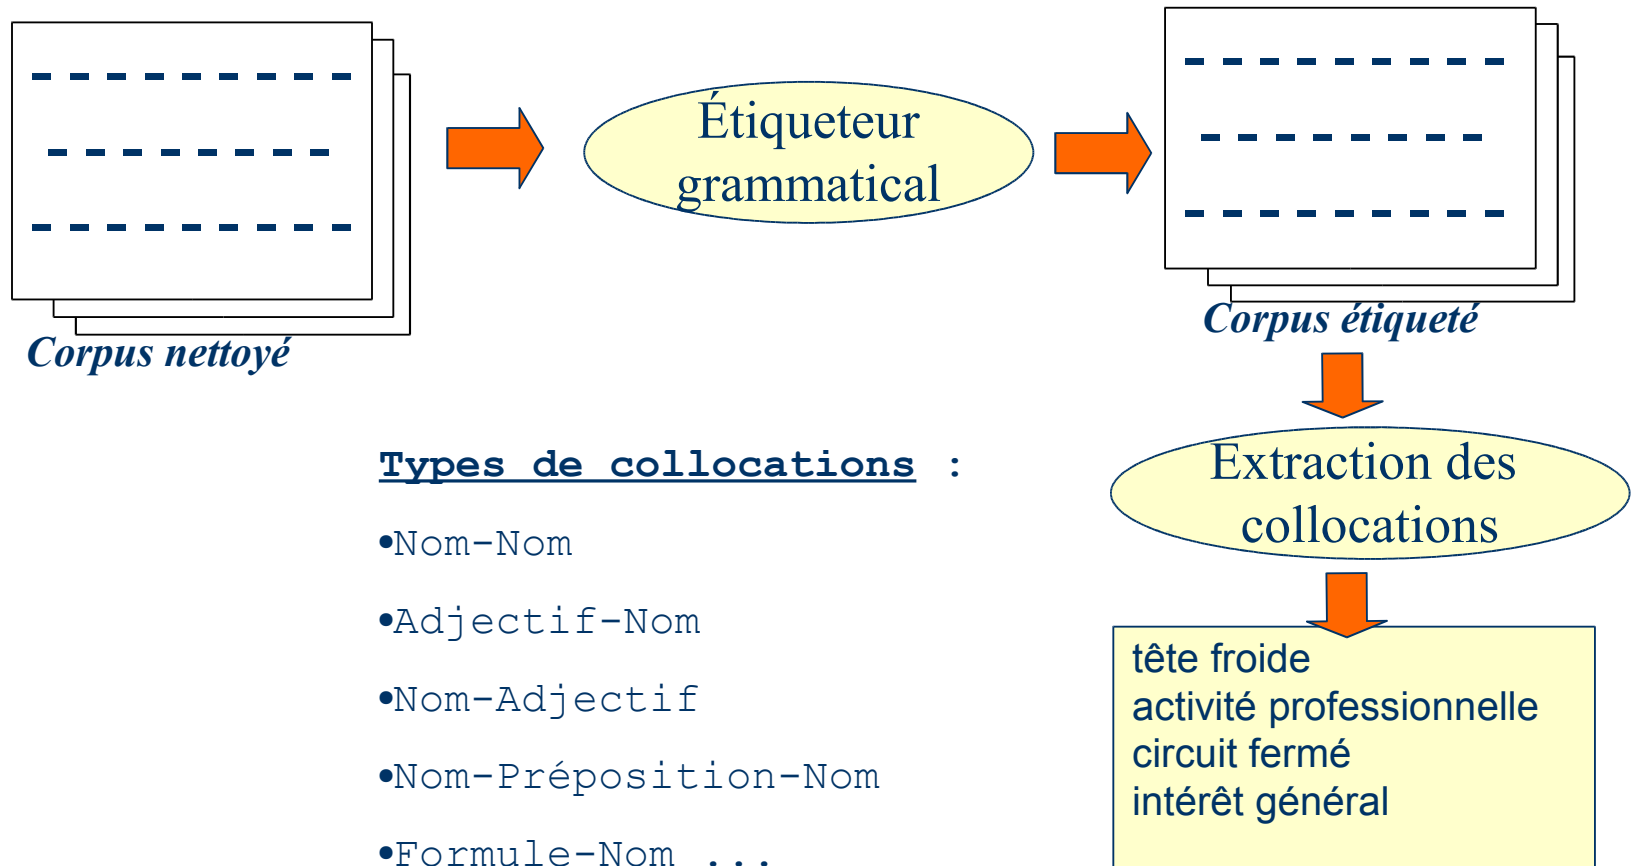 Étiqueteur
grammatical
Corpus nettoyé
Corpus étiqueté
Types de collocations :
•Nom-Nom
•Adjectif-Nom
•Nom-Adjectif
•Nom-Préposition-Nom
•Formule-Nom ...
Extraction des
collocations
tête froide
activité professionnelle
circuit fermé
intérêt général